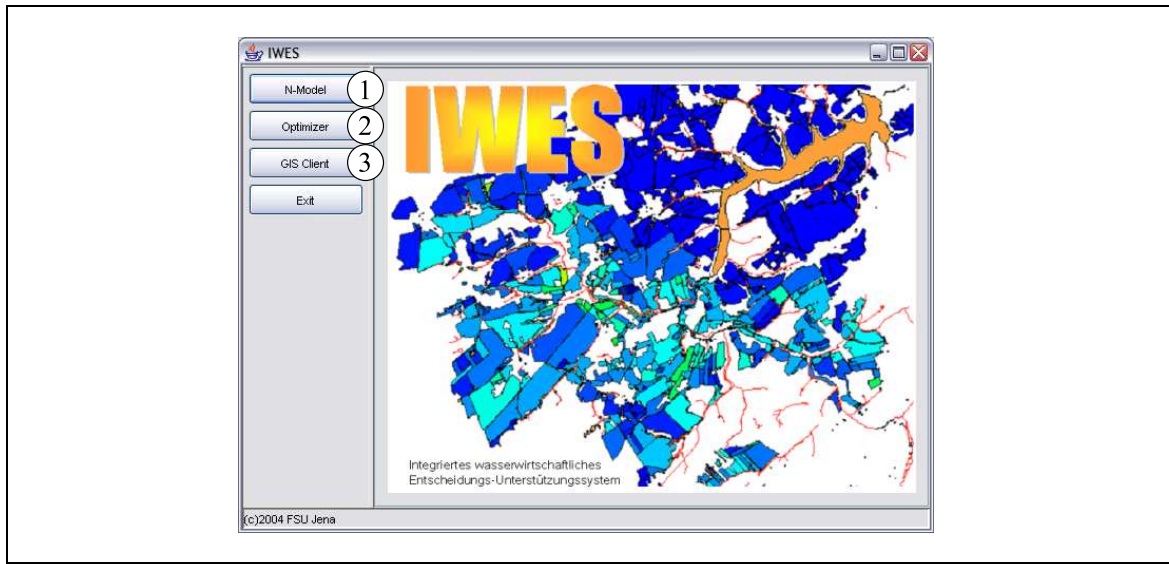 IWES
N-Model 1
Optimizer 2
GIS Client 3
Exit
IWES
Integriertes wasserwirtschaftliches
Entscheidungs-Unterstützungssystem
(c)2004 FSU Jena